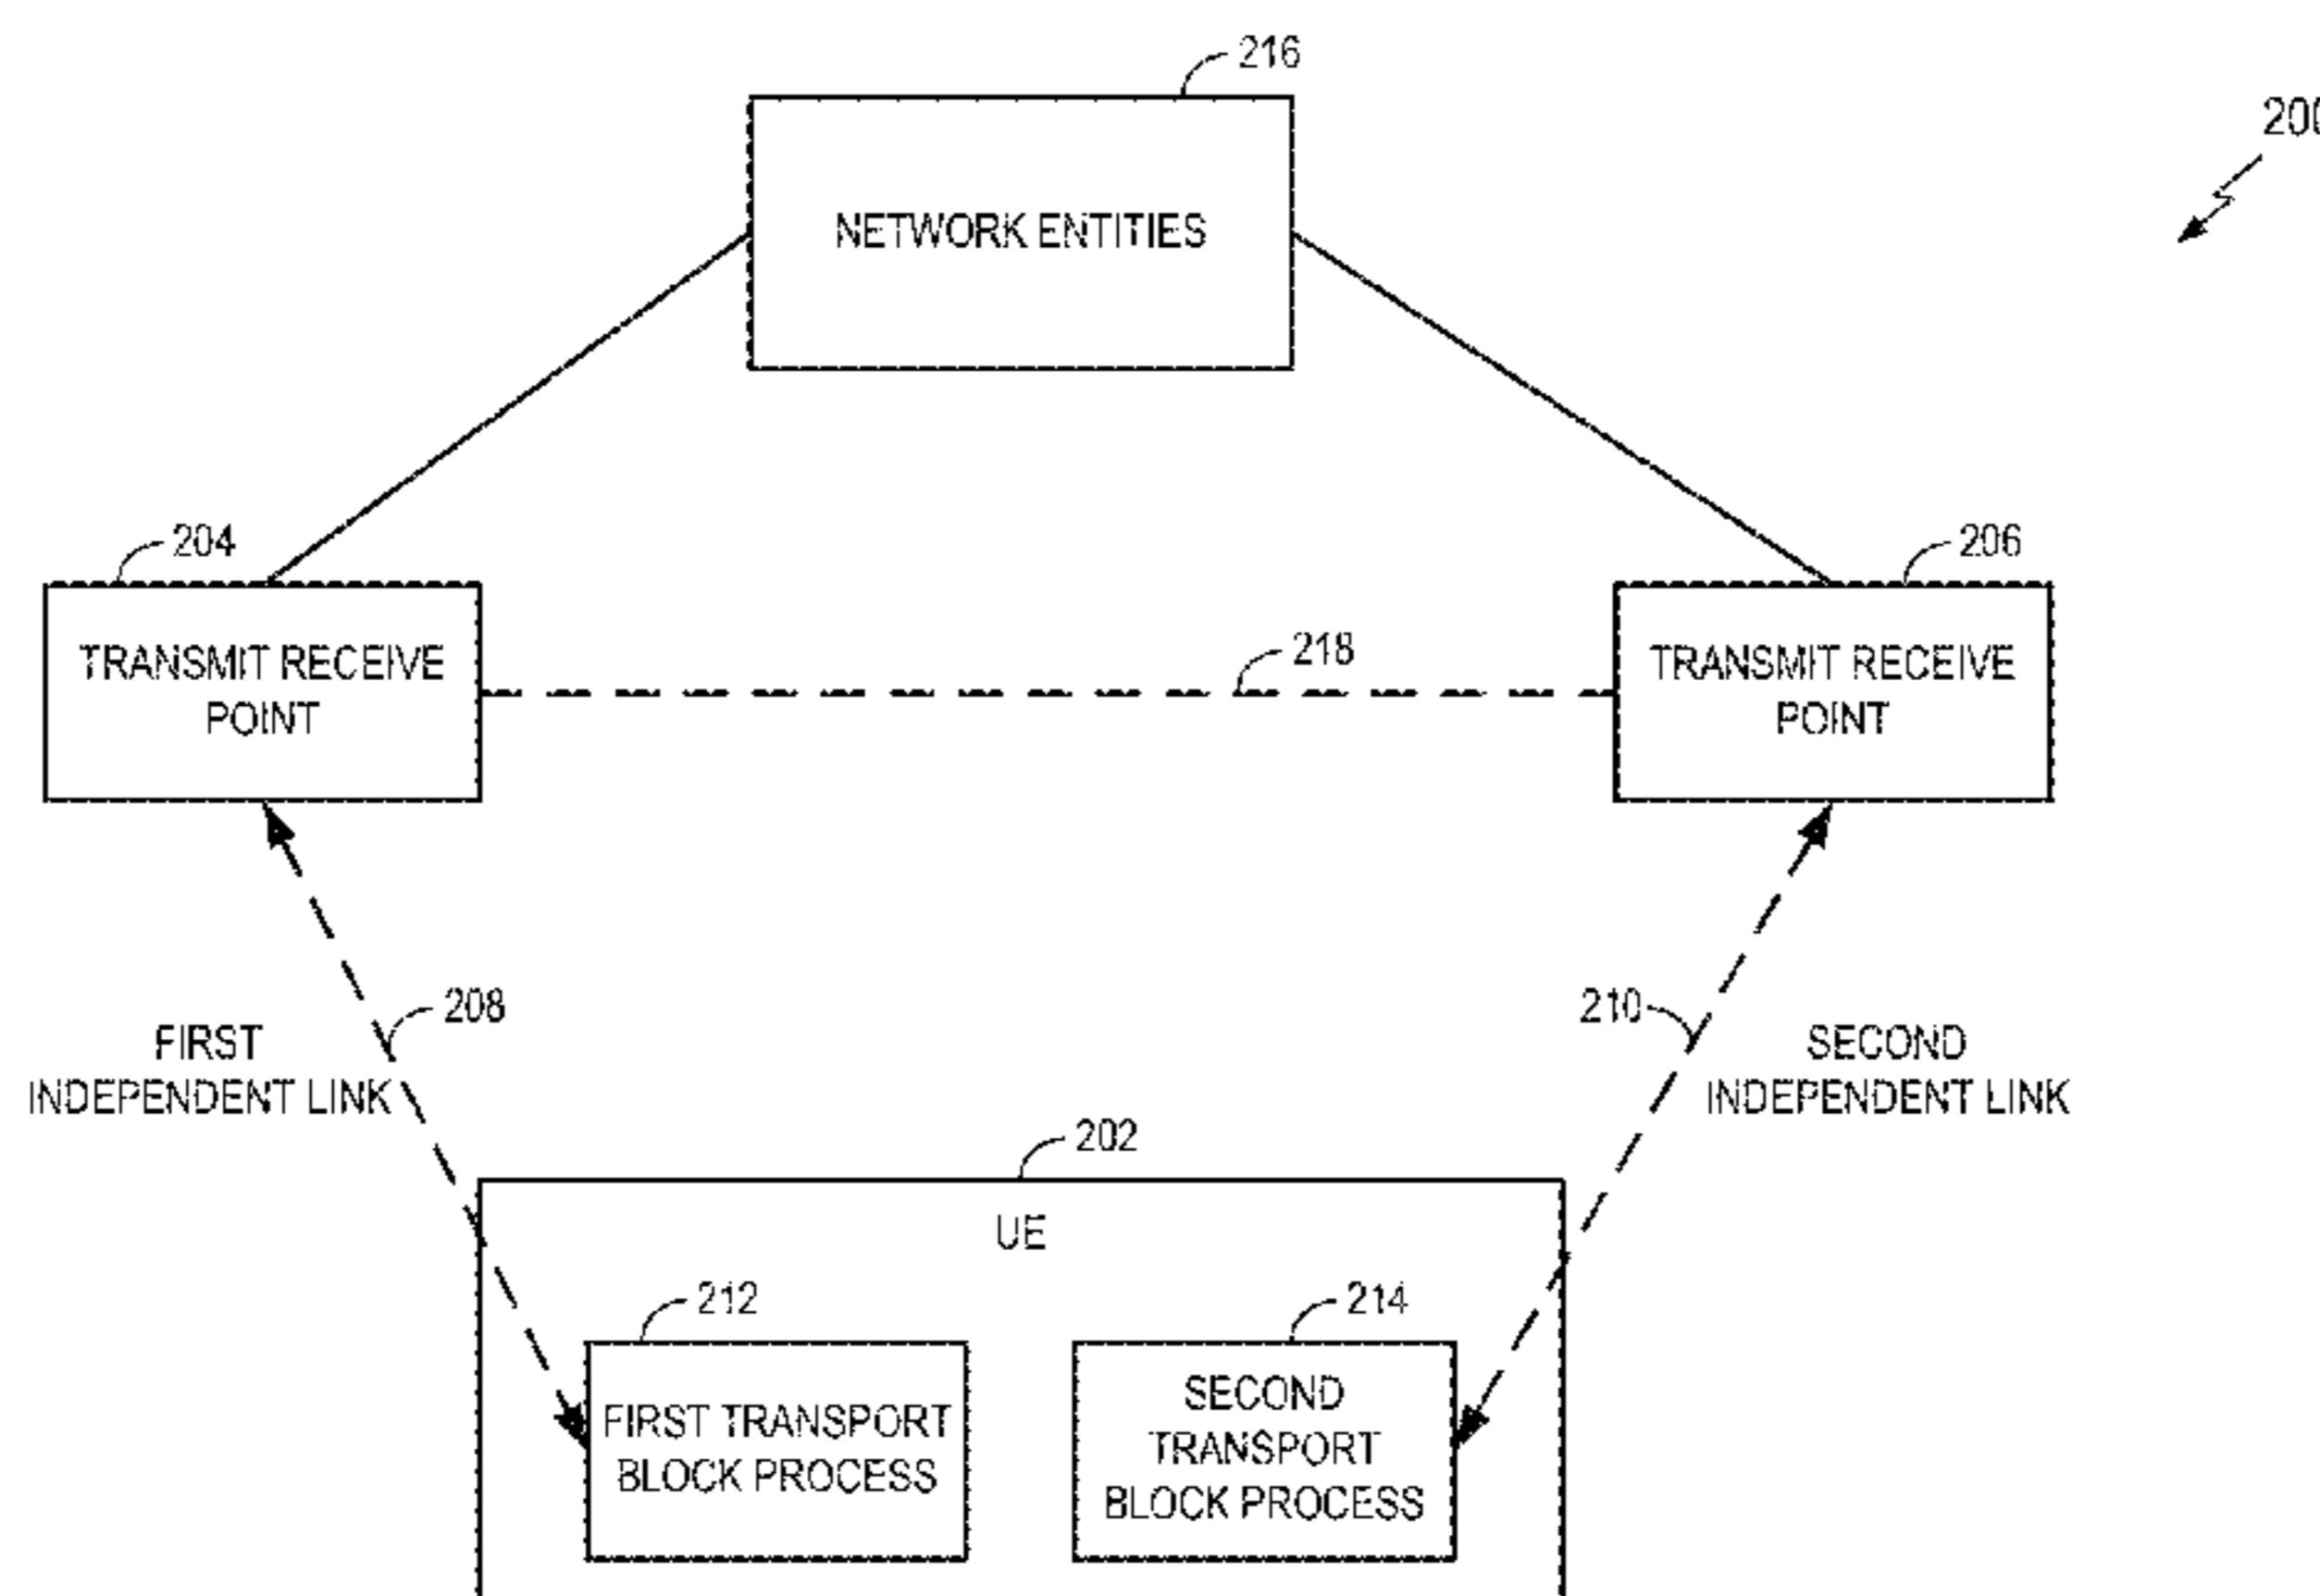 216
200
NETWORK ENTITIES
204
206
218
TRANSMIT RECEIVE
POINT
TRANSMIT RECEIVE
POINT
208
210
FIRST
INDEPENDENT LINK
SECOND
INDEPENDENT LINK
202
UE
212
214
FIRST TRANSPORT
BLOCK PROCESS
SECOND
TRANSPORT
BLOCK PROCESS